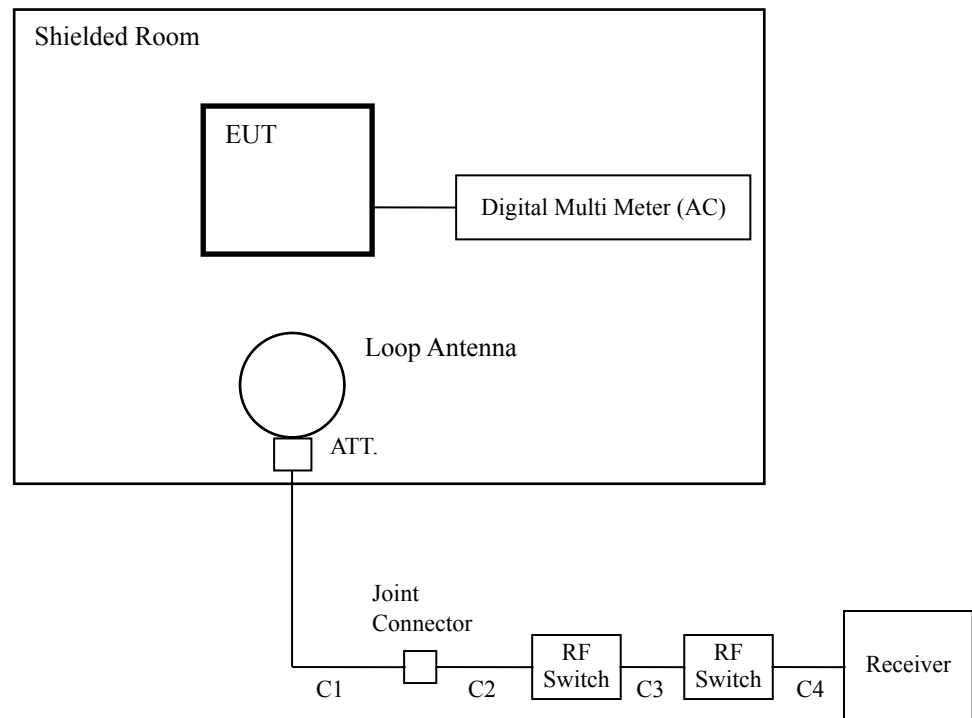 Shielded Room
EUT
Digital Multi Meter (AC)
Loop Antenna
ATT.
Joint
Connector
RF
Switch
RF
Switch
Receiver
C1
C2
C3
C4